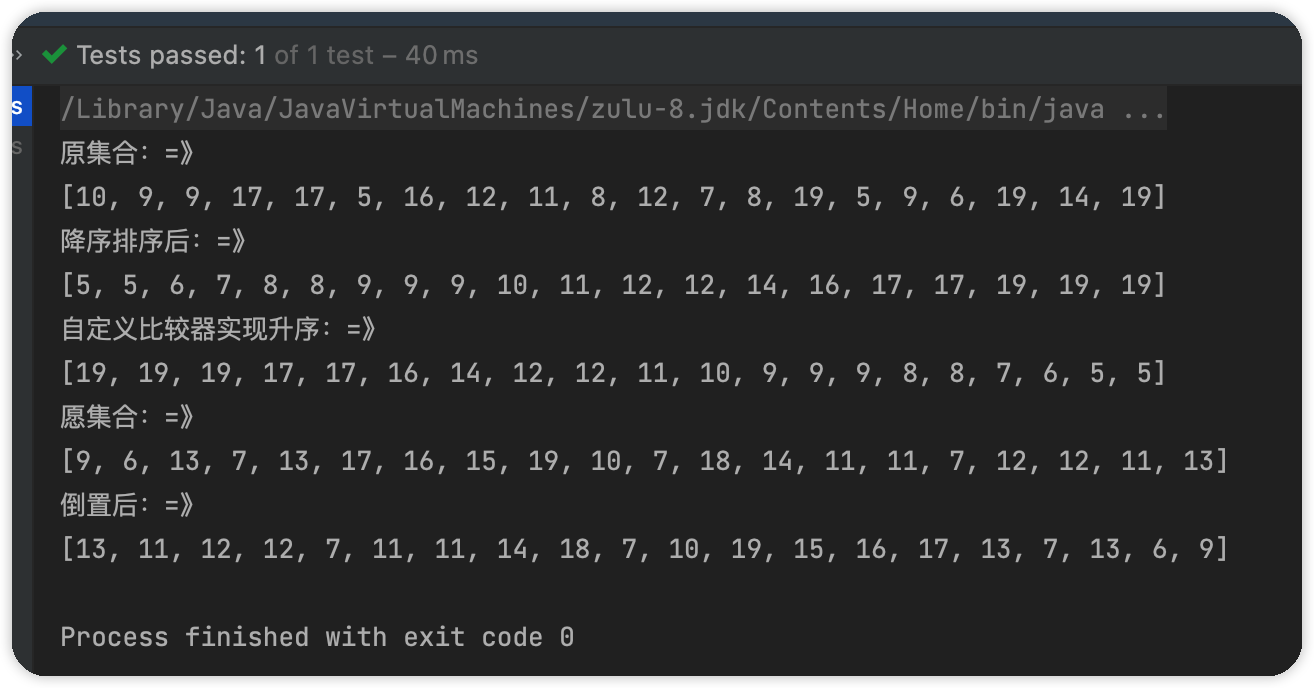 Tests passed: 1 of 1 test – 40 ms
/Library/Java/JavaVirtualMachines/zulu-8.jdk/Contents/Home/bin/java ...
原集合：=》
[10, 9, 9, 17, 17, 5, 16, 12, 11, 8, 12, 7, 8, 19, 5, 9, 6, 19, 14, 19]
降序排序后：=》
[5, 5, 6, 7, 8, 8, 9, 9, 9, 10, 11, 12, 12, 14, 16, 17, 17, 19, 19, 19]
自定义比较器实现升序：=》
[19, 19, 19, 17, 17, 16, 14, 12, 12, 11, 10, 9, 9, 9, 8, 8, 7, 6, 5, 5]
愿集合：=》
[9, 6, 13, 7, 13, 17, 16, 15, 19, 10, 7, 18, 14, 11, 11, 7, 12, 12, 11, 13]
倒置后：=》
[13, 11, 12, 12, 7, 11, 11, 14, 18, 7, 10, 19, 15, 16, 17, 13, 7, 13, 6, 9]
Process finished with exit code 0